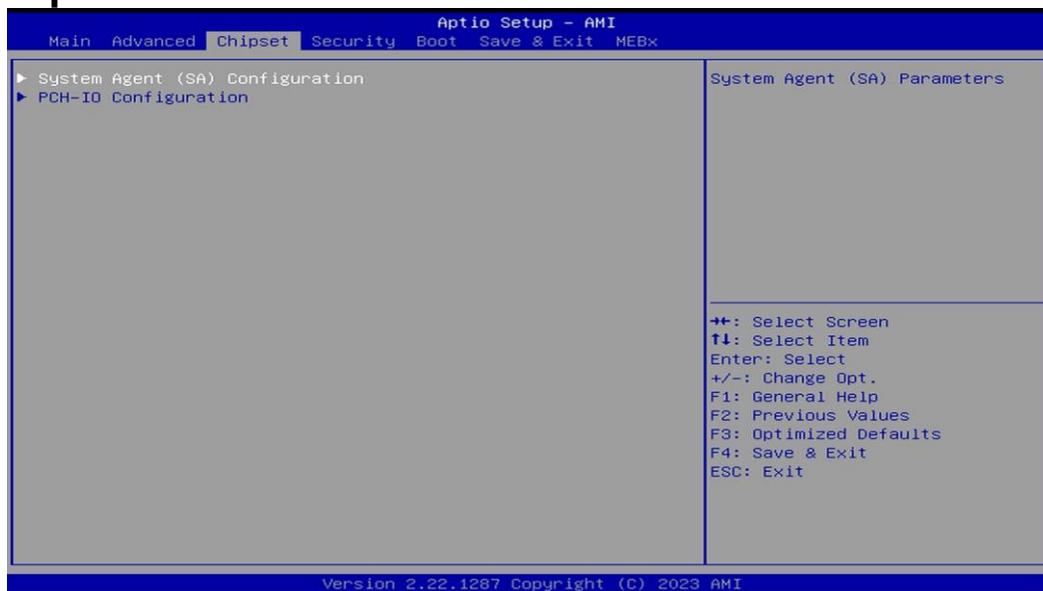 Aptio Setup - AMI
Main Advanced Chipset Security Boot Save & Exit MEBx
▶ System Agent (SA) Configuration
▶ PCH-IO Configuration
System Agent (SA) Parameters
→←: Select Screen
↑↓: Select Item
Enter: Select
+/-: Change Opt.
F1: General Help
F2: Previous Values
F3: Optimized Defaults
F4: Save & Exit
ESC: Exit
Version 2.22.1287 Copyright (C) 2023 AMI